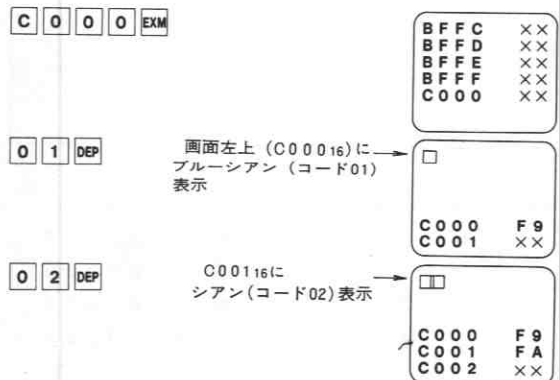 C 0 0 0 EXM
BFFC ××
BFFD ××
BFFE ××
BFFF ××
C000 ××
0 1 DEP
画面左上(C000₁₆)に
ブルーシアン(コード01)
表示
C000 F9
C001 ××
0 2 DEP
C001₁₆に
シアン(コード02)表示
C000 F9
C001 FA
C002 ××